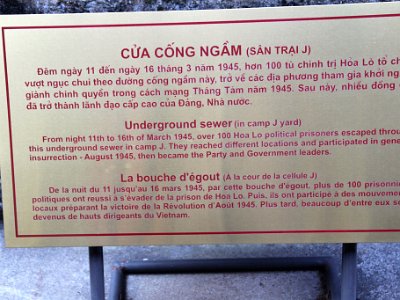 CỬA CỐNG NGẦM (SÂN TRẠI J)
Đêm ngày 11 đến ngày 16 tháng 3 năm 1945, hơn 100 tù chính trị Hỏa Lò tổ ch
vượt ngục chui theo đường cống ngầm này, trở về các địa phương tham gia khởi ng
giành chính quyền trong cách mạng Tháng Tám năm 1945. Sau này, nhiều đồng
đã trở thành lãnh đạo cấp cao của Đảng, Nhà nước.
Underground sewer (in camp J yard)
From night 11th to 16th of March 1945, over 100 Hoa Lo political prisoners escaped throu
this underground sewer in camp J. They reached different locations and participated in gene
insurrection - August 1945, then became the Party and Government leaders.
La bouche d'égout (À la cour de la cellule J)
De la nuit du 11 jusqu'au 16 mars 1945, par cette bouche d'égout, plus de 100 prisonni
politiques ont reussi à s'évader de la prison de Hoa Lo. Puis, ils ont participé à des mouveme
locaux préparant la victoire de la Révolution d'Août 1945. Plus tard, beaucoup d'entre eux so
devenus de hauts dirigeants du Vietnam.